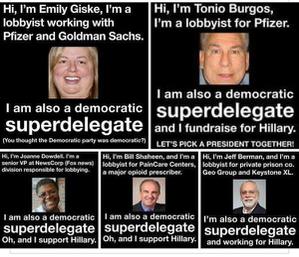 Hi, I'm Emily Giske, I'm a
lobbyist working with
Pfizer and Goldman Sachs.
I am also a democratic
superdelegate
(You thought the Democratic party was democratic?)
Hi, I'm Tonio Burgos,
I'm a lobbyist for Pfizer.
I am also a democratic
superdelegate
and I fundraise for Hillary.
LET'S PICK A PRESIDENT TOGETHER!
Hi, I'm Joanne Dowdell. I'm a
senior VP at NewsCorp (Fox news)
division responsible for lobbying.
I am also a democratic
superdelegate
Oh, and I support Hillary.
Hi, I'm Bill Shaheen, and I'm a
lobbyist for PainCare Centers,
a major opioid prescriber.
I am also a democratic
superdelegate
Oh, and I support Hillary.
Hi, I'm Jeff Berman, and I'm a
lobbyist for private prison co.
Geo Group and Keystone XL.
I'm also a democratic
superdelegate
and working for Hillary.